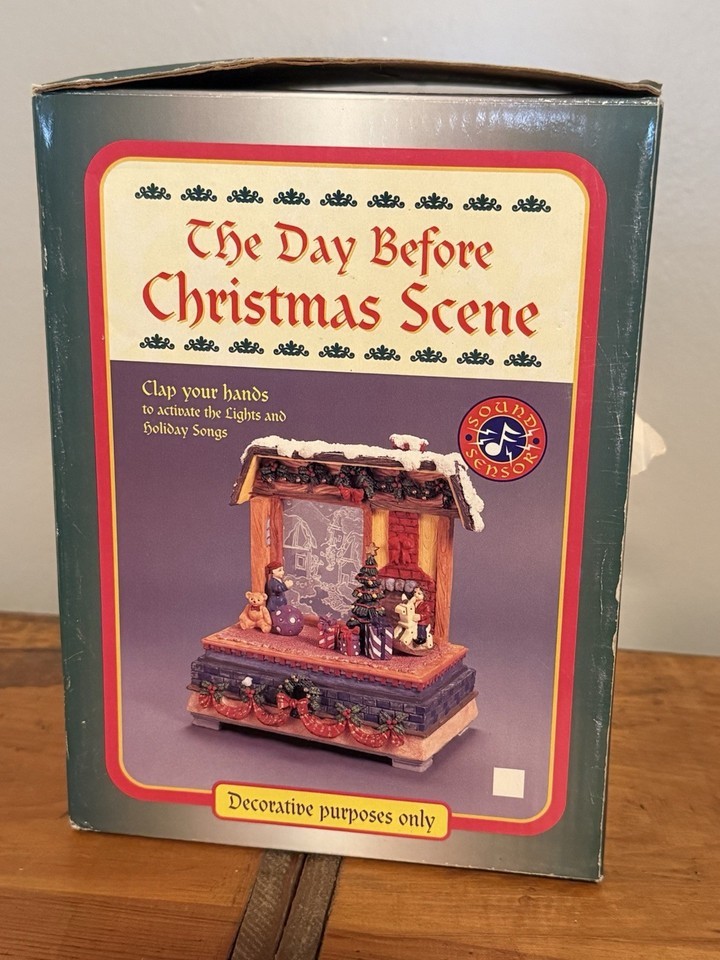 The Day Before
Christmas Scene
Clap your hands
to activate the Lights and
Holiday Songs
SOUND
SENSOR
Decorative purposes only